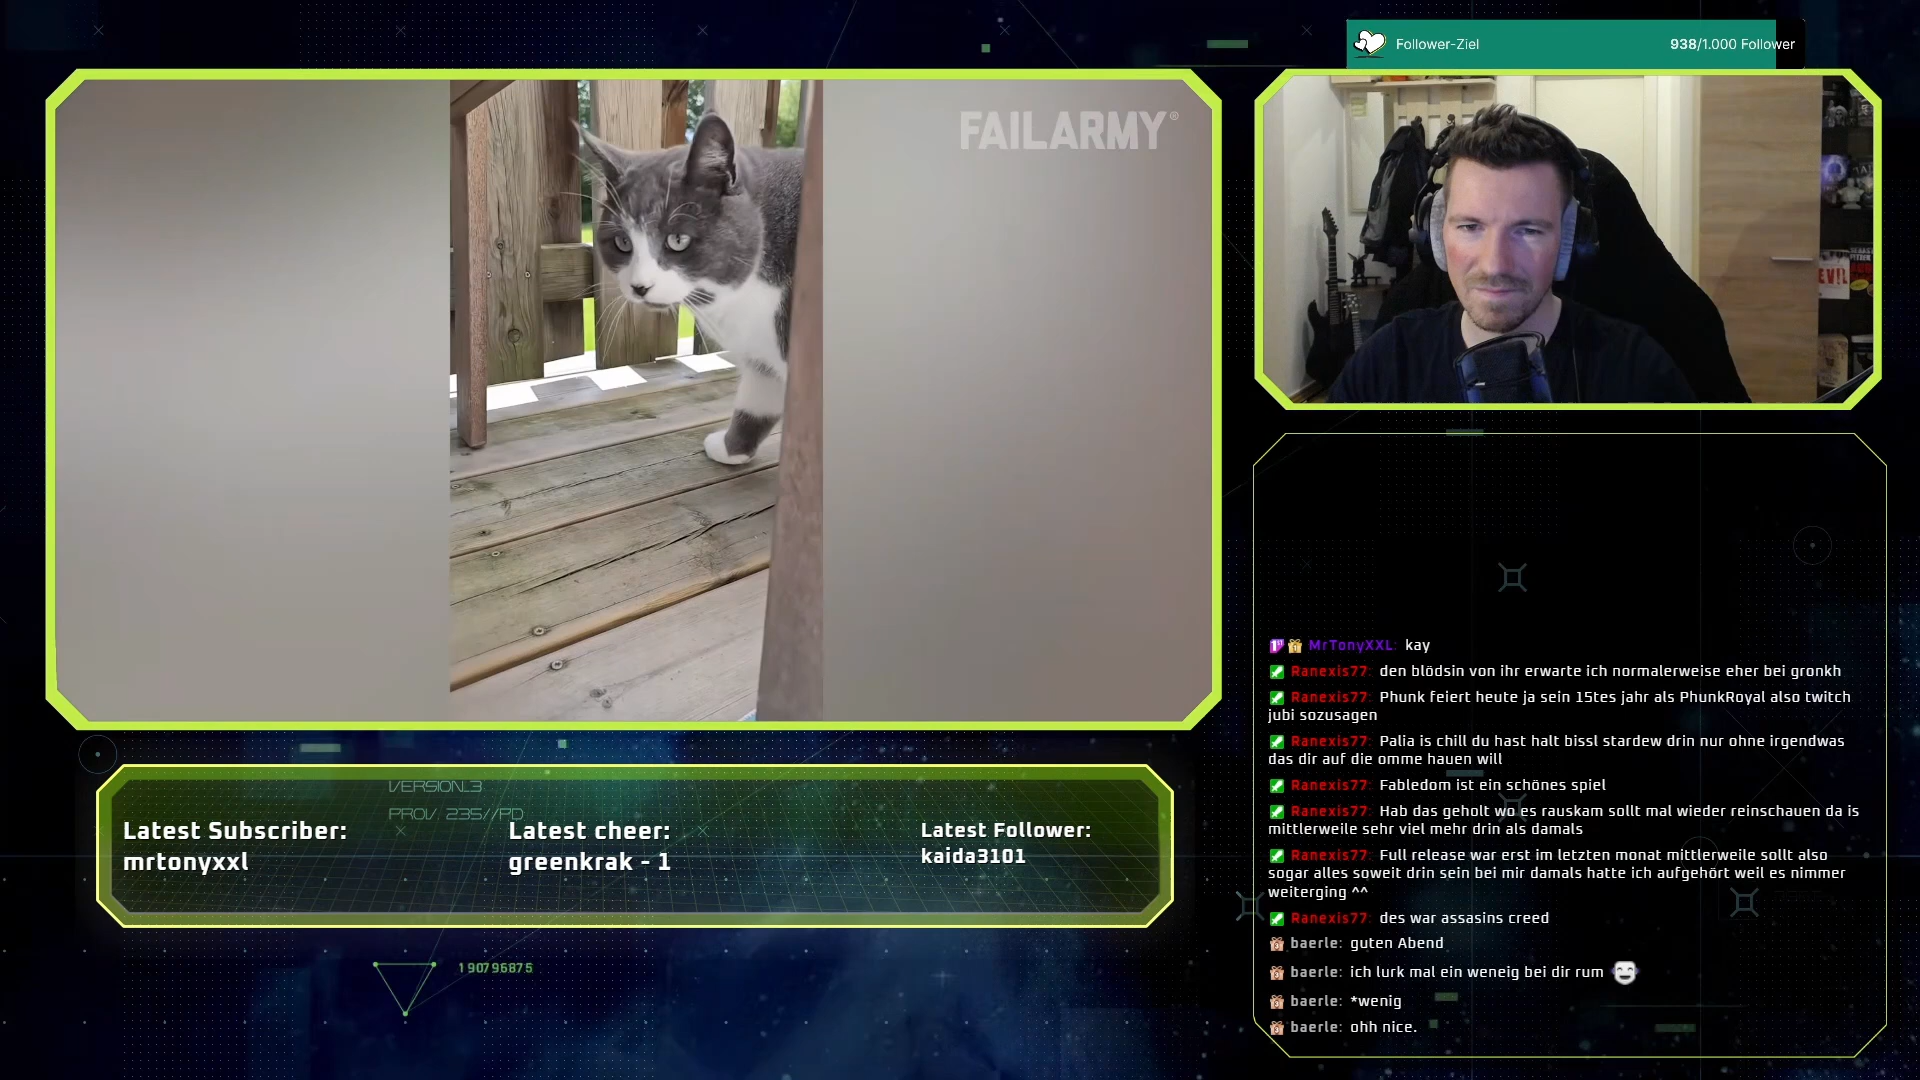 Follower-Ziel
938/1.000 Follower
FAILARMY®
EVIL
MrTonyXXL: kay
Ranexis77: den blödsin von ihr erwarte ich normalerweise eher bei gronkh
Ranexis77: Phunk feiert heute ja sein 15tes jahr als PhunkRoyal also twitch
jubi sozusagen
Ranexis77: Palia is chill du hast halt bissl stardew drin nur ohne irgendwas
das dir auf die omme hauen will
Ranexis77: Fabledom ist ein schönes spiel
Ranexis77: Hab das geholt wo es rauskam sollt mal wieder reinschauen da is
mittlerweile sehr viel mehr drin als damals
Ranexis77: Full release war erst im letzten monat mittlerweile sollt also
sogar alles soweit drin sein bei mir damals hatte ich aufgehört weil es nimmer
weiterging ^^
Ranexis77: des war assasins creed
baerle: guten Abend
baerle: ich lurk mal ein weneig bei dir rum
baerle: *wenig
baerle: ohh nice.
VERSION_3
PROV. 235//PD
Latest Subscriber:
mrtonyxxl
Latest cheer:
greenkrak - 1
Latest Follower:
kaida3101
190796875